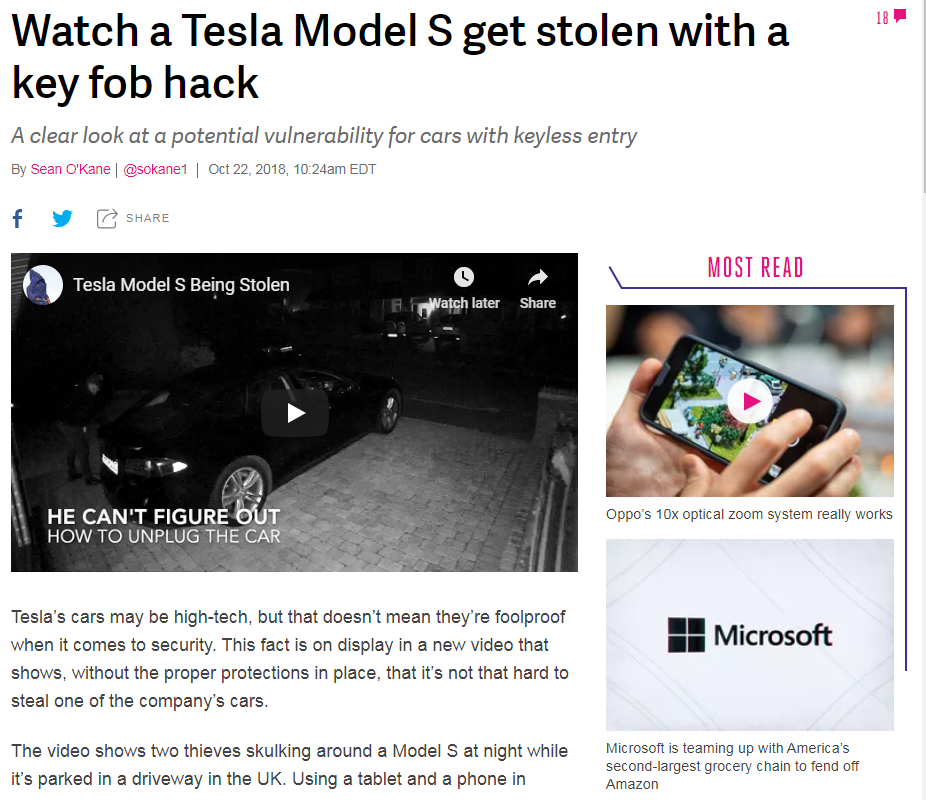 Watch a Tesla Model S get stolen with a
key fob hack
18
A clear look at a potential vulnerability for cars with keyless entry
By Sean O'Kane | @sokane1 | Oct 22, 2018, 10:24am EDT
SHARE
Tesla Model S Being Stolen
Watch later
Share
HE CAN'T FIGURE OUT
HOW TO UNPLUG THE CAR
Tesla’s cars may be high-tech, but that doesn’t mean they’re foolproof
when it comes to security. This fact is on display in a new video that
shows, without the proper protections in place, that it’s not that hard to
steal one of the company’s cars.
The video shows two thieves skulking around a Model S at night while
it’s parked in a driveway in the UK. Using a tablet and a phone in
MOST READ
Oppo’s 10x optical zoom system really works
Microsoft
Microsoft is teaming up with America’s
second-largest grocery chain to fend off
Amazon